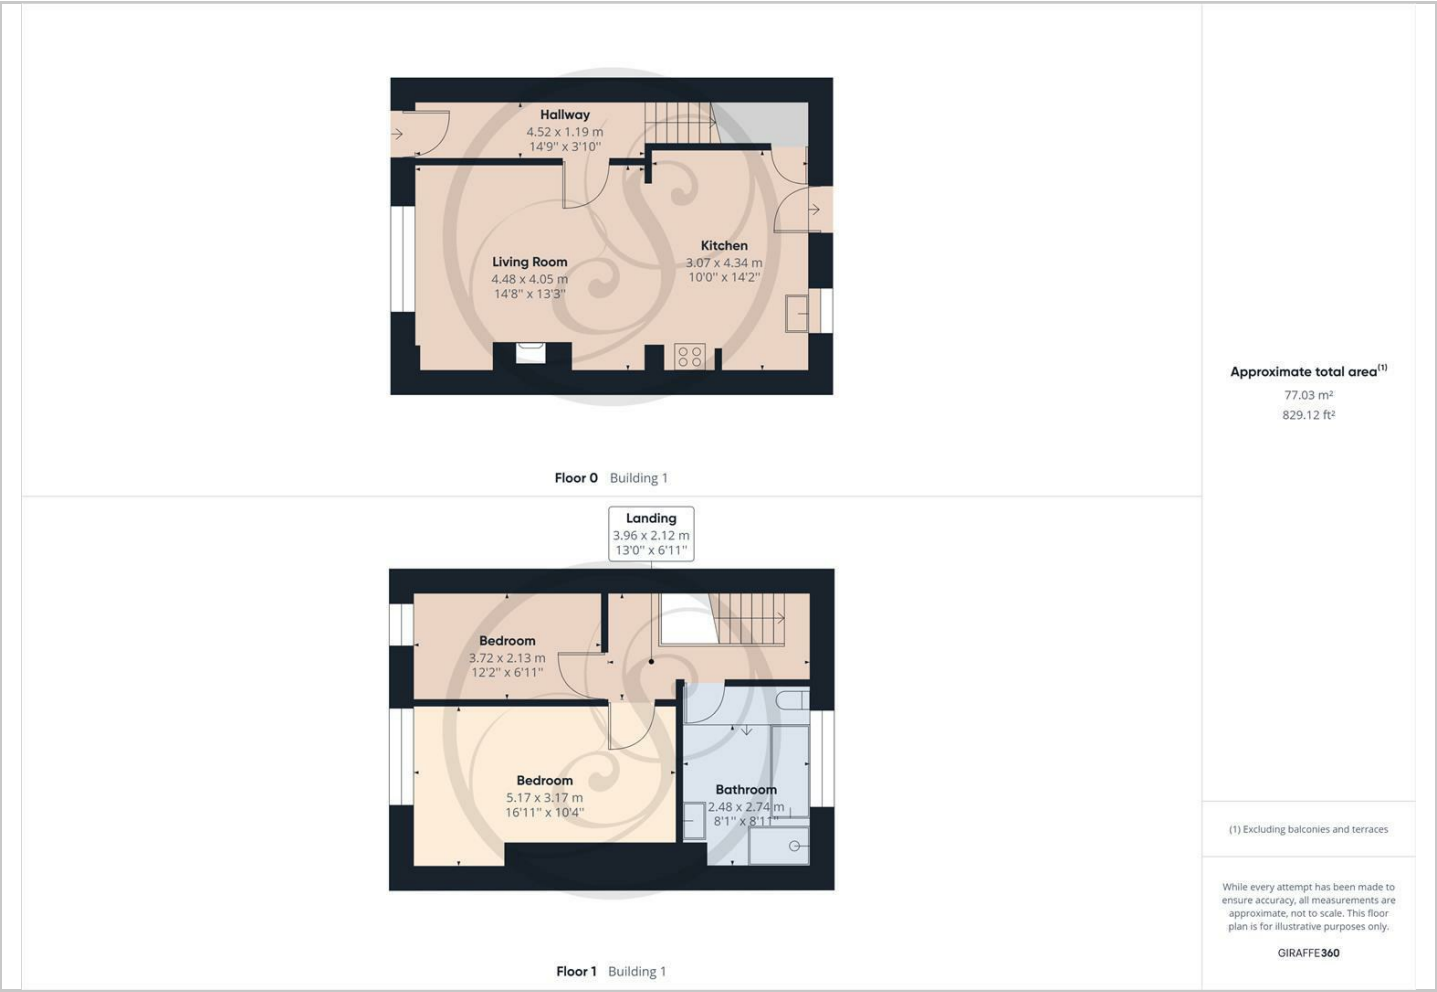 Hallway
4.52 x 1.19 m
14'9" x 3'10"
Living Room
4.48 x 4.05 m
14'8" x 13'3"
Kitchen
3.07 x 4.34 m
10'0" x 14'2"
Floor 0 Building 1
Landing
3.96 x 2.12 m
13'0" x 6'11"
Bedroom
3.72 x 2.13 m
12'2" x 6'11"
Bedroom
5.17 x 3.17 m
16'11" x 10'4"
Bathroom
2.48 x 2.74 m
8'1" x 8'11"
Floor 1 Building 1
Approximate total area(1)
77.03 m²
829.12 ft²
(1) Excluding balconies and terraces
While every attempt has been made to
ensure accuracy, all measurements are
approximate, not to scale. This floor
plan is for illustrative purposes only.
GIRAFFE360